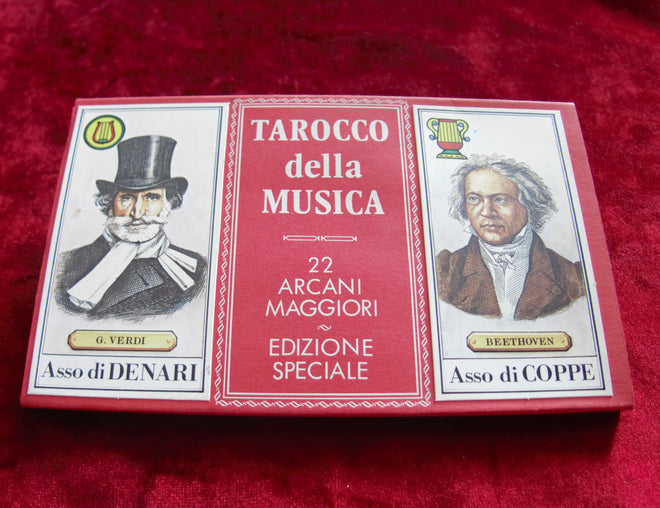 G. VERDI
Asso di DENARI
TAROCCO
della
MUSICA
22
ARCANI
MAGGIORI
~
EDIZIONE
SPECIALE
BEETHOVEN
Asso di COPPE